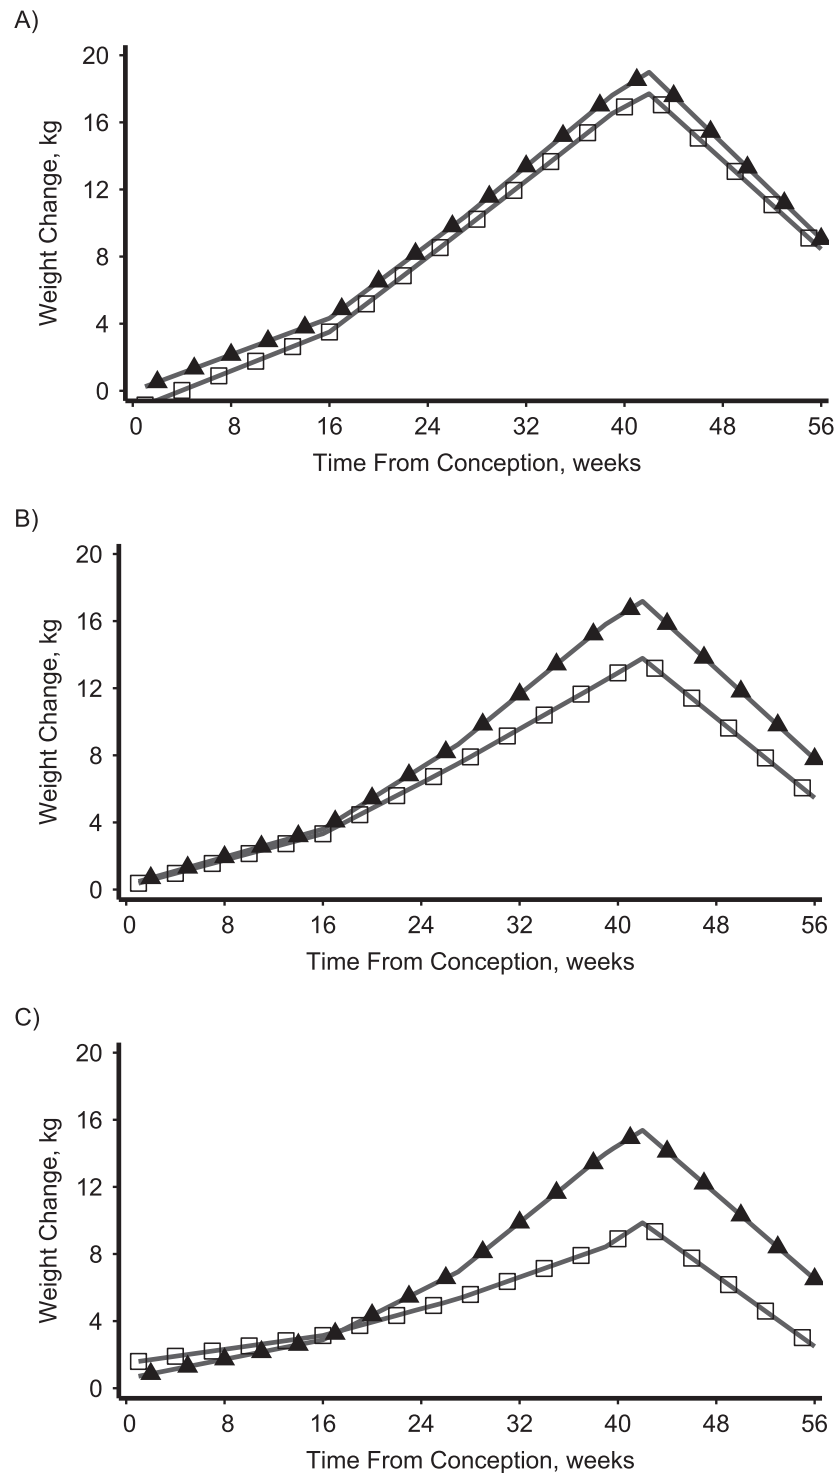 A)
20
16
12
8
4
0
Weight Change, kg
0 8 16 24 32 40 48 56
Time From Conception, weeks
B)
20
16
12
8
4
0
Weight Change, kg
0 8 16 24 32 40 48 56
Time From Conception, weeks
C)
20
16
12
8
4
0
Weight Change, kg
0 8 16 24 32 40 48 56
Time From Conception, weeks